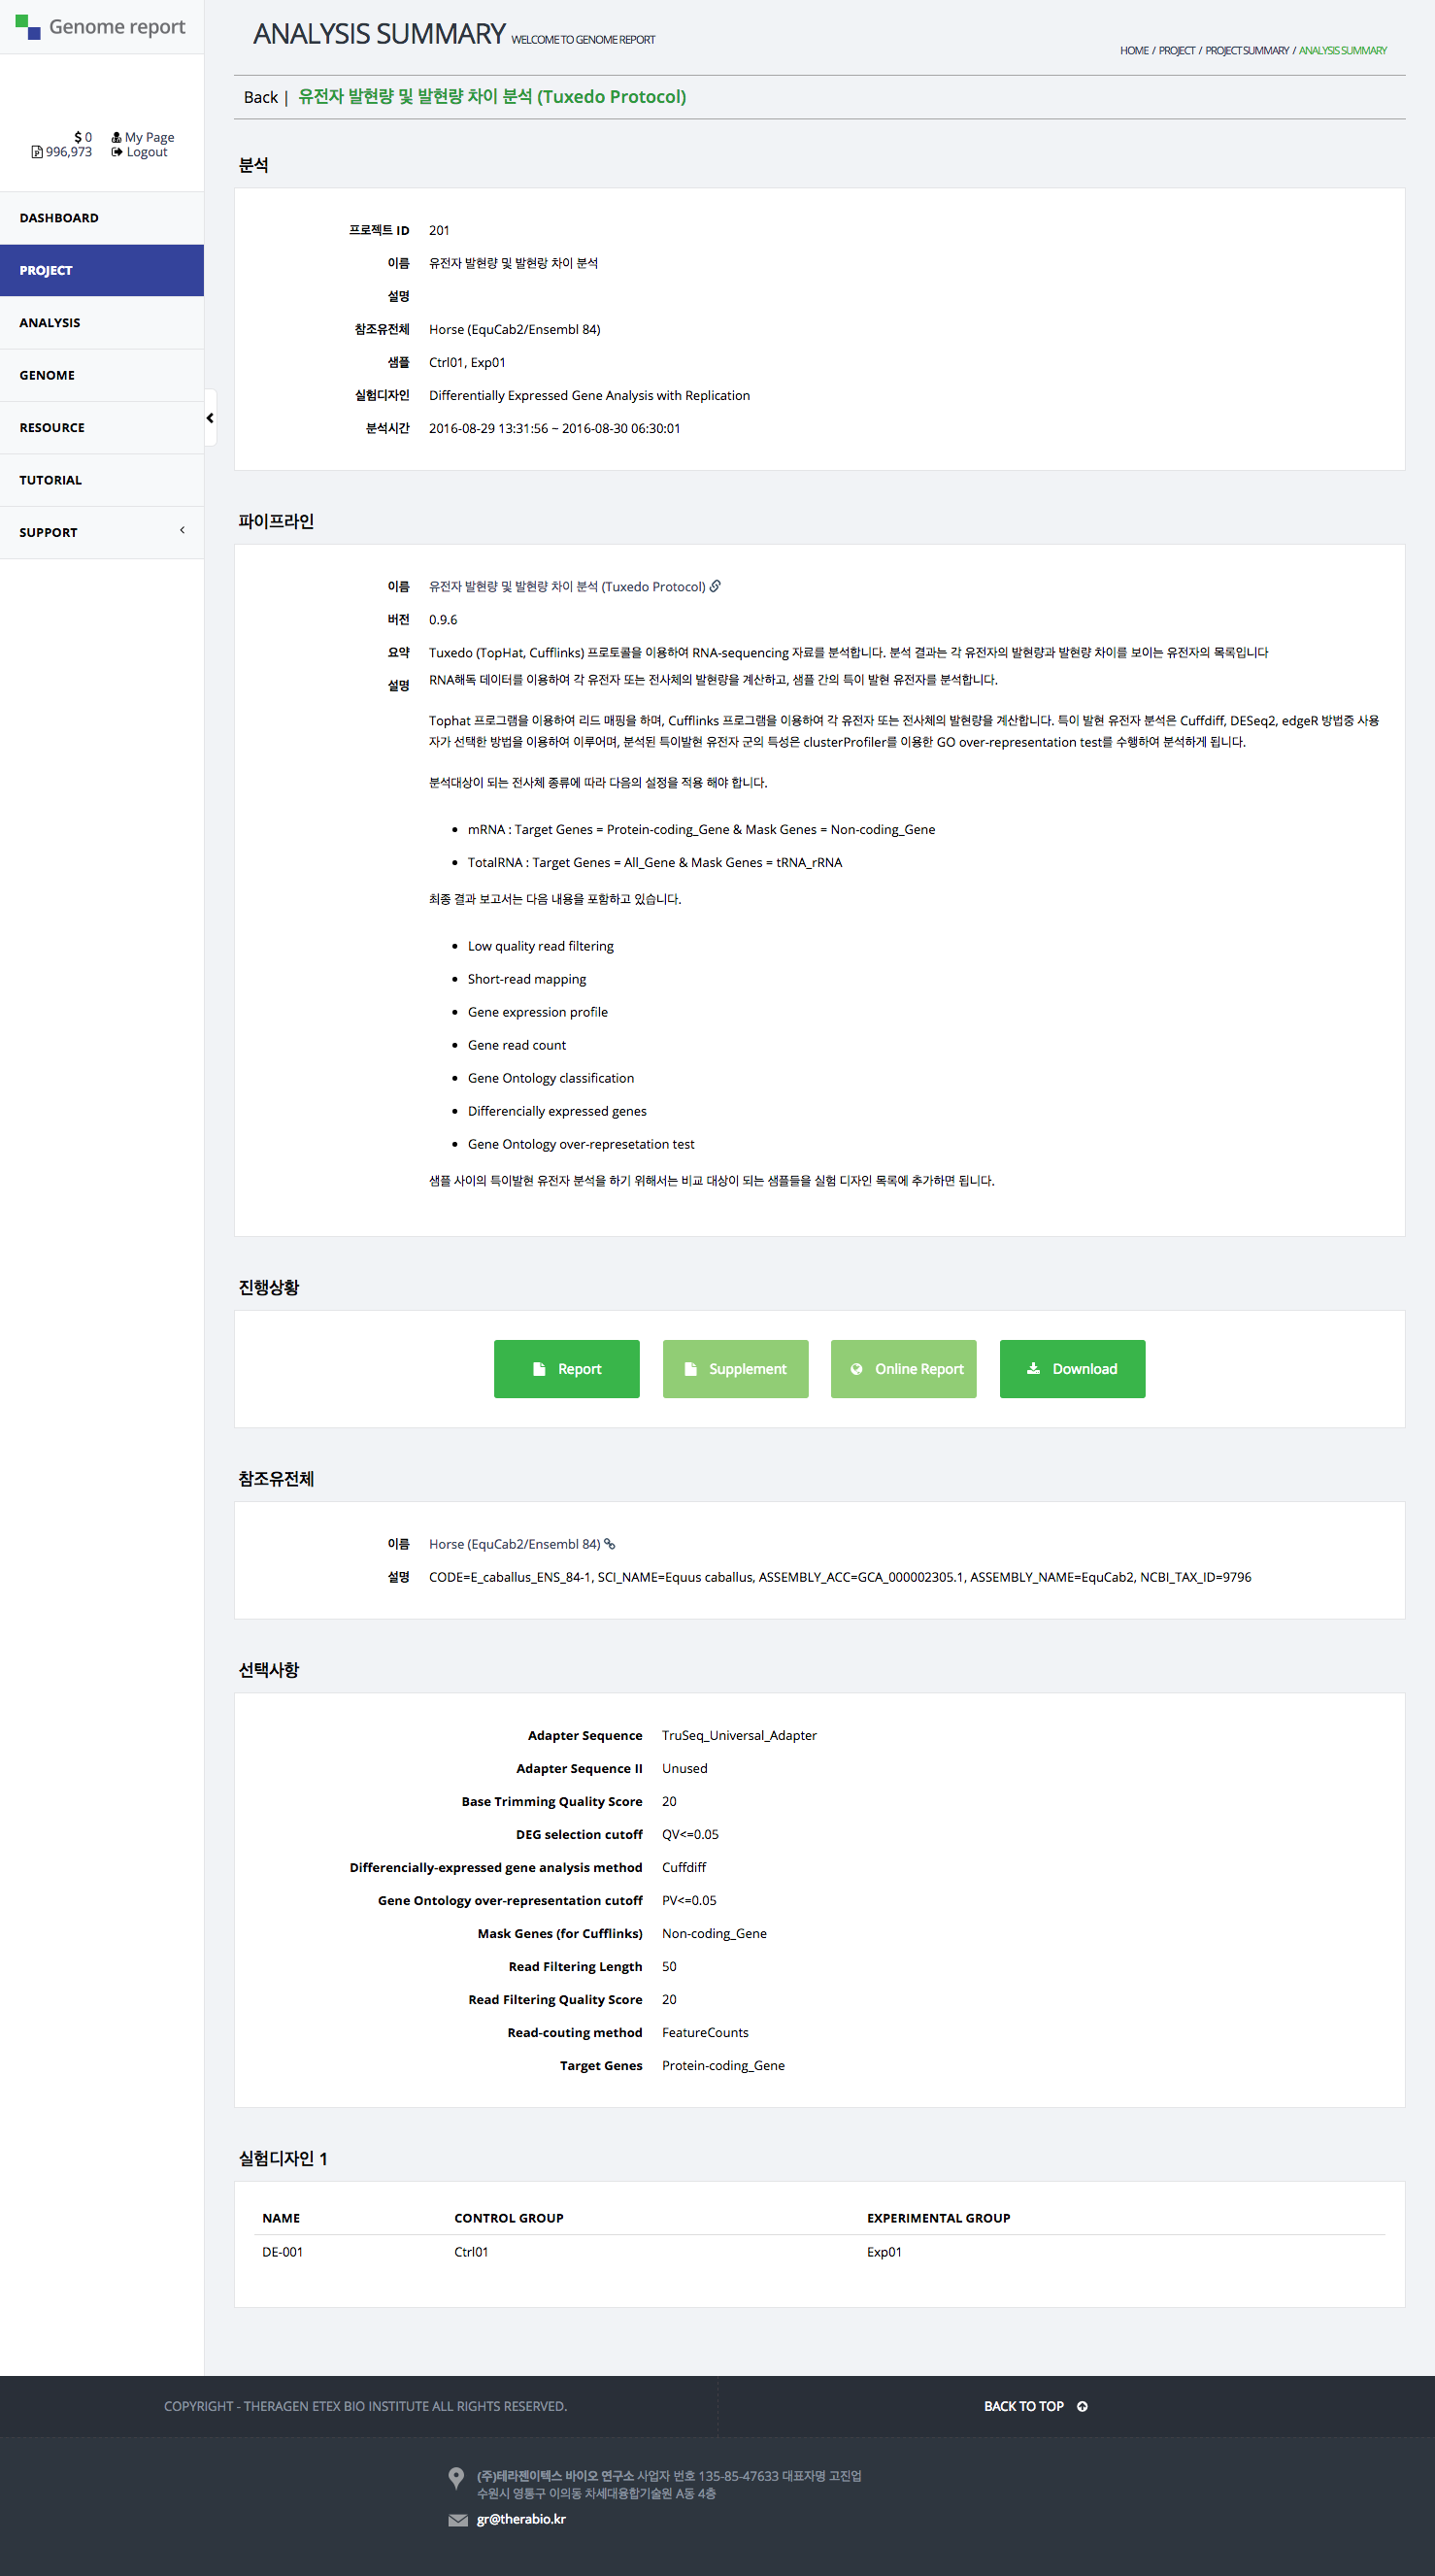 Genome report
$ 0
My Page
996,973
Logout
DASHBOARD
PROJECT
ANALYSIS
GENOME
RESOURCE
TUTORIAL
SUPPORT
ANALYSIS SUMMARY WELCOME TO GENOME REPORT
HOME / PROJECT / PROJECT SUMMARY / ANALYSIS SUMMARY
Back | 유전자 발현량 및 발현량 차이 분석 (Tuxedo Protocol)
분석
프로젝트 ID 201
이름 유전자 발현량 및 발현랑 차이 분석
설명
참조유전체 Horse (EquCab2/Ensembl 84)
샘플 Ctrl01, Exp01
실험디자인 Differentially Expressed Gene Analysis with Replication
분석시간 2016-08-29 13:31:56 ~ 2016-08-30 06:30:01
파이프라인
이름 유전자 발현량 및 발현량 차이 분석 (Tuxedo Protocol)
버전 0.9.6
요약 Tuxedo (TopHat, Cufflinks) 프로토콜을 이용하여 RNA-sequencing 자료를 분석합니다. 분석 결과는 각 유전자의 발현량과 발현량 차이를 보이는 유전자의 목록입니다
설명 RNA해독 데이터를 이용하여 각 유전자 또는 전사체의 발현량을 계산하고, 샘플 간의 특이 발현 유전자를 분석합니다.
Tophat 프로그램을 이용하여 리드 매핑을 하며, Cufflinks 프로그램을 이용하여 각 유전자 또는 전사체의 발현량을 계산합니다. 특이 발현 유전자 분석은 Cuffdiff, DESeq2, edgeR 방법중 사용
자가 선택한 방법을 이용하여 이루어며, 분석된 특이발현 유전자 군의 특성은 clusterProfiler를 이용한 GO over-representation test를 수행하여 분석하게 됩니다.
분석대상이 되는 전사체 종류에 따라 다음의 설정을 적용 해야 합니다.
• mRNA : Target Genes = Protein-coding_Gene & Mask Genes = Non-coding_Gene
• TotalRNA : Target Genes = All_Gene & Mask Genes = tRNA_rRNA
최종 결과 보고서는 다음 내용을 포함하고 있습니다.
• Low quality read filtering
• Short-read mapping
• Gene expression profile
• Gene read count
• Gene Ontology classification
• Differencially expressed genes
• Gene Ontology over-represetation test
샘플 사이의 특이발현 유전자 분석을 하기 위해서는 비교 대상이 되는 샘플들을 실험 디자인 목록에 추가하면 됩니다.
진행상황
Report
Supplement
Online Report
Download
참조유전체
이름 Horse (EquCab2/Ensembl 84)
설명 CODE=E_caballus_ENS_84-1, SCI_NAME=Equus caballus, ASSEMBLY_ACC=GCA_000002305.1, ASSEMBLY_NAME=EquCab2, NCBI_TAX_ID=9796
선택사항
Adapter Sequence TruSeq_Universal_Adapter
Adapter Sequence II Unused
Base Trimming Quality Score 20
DEG selection cutoff QV<=0.05
Differencially-expressed gene analysis method Cuffdiff
Gene Ontology over-representation cutoff PV<=0.05
Mask Genes (for Cufflinks) Non-coding_Gene
Read Filtering Length 50
Read Filtering Quality Score 20
Read-couting method FeatureCounts
Target Genes Protein-coding_Gene
실험디자인 1
NAME CONTROL GROUP EXPERIMENTAL GROUP
DE-001 Ctrl01 Exp01
COPYRIGHT - THERAGEN ETEX BIO INSTITUTE ALL RIGHTS RESERVED.
BACK TO TOP
(주)테라젠이텍스 바이오 연구소 사업자 번호 135-85-47633 대표자명 고진업
수원시 영통구 이의동 차세대융합기술원 A동 4층
gr@therabio.kr